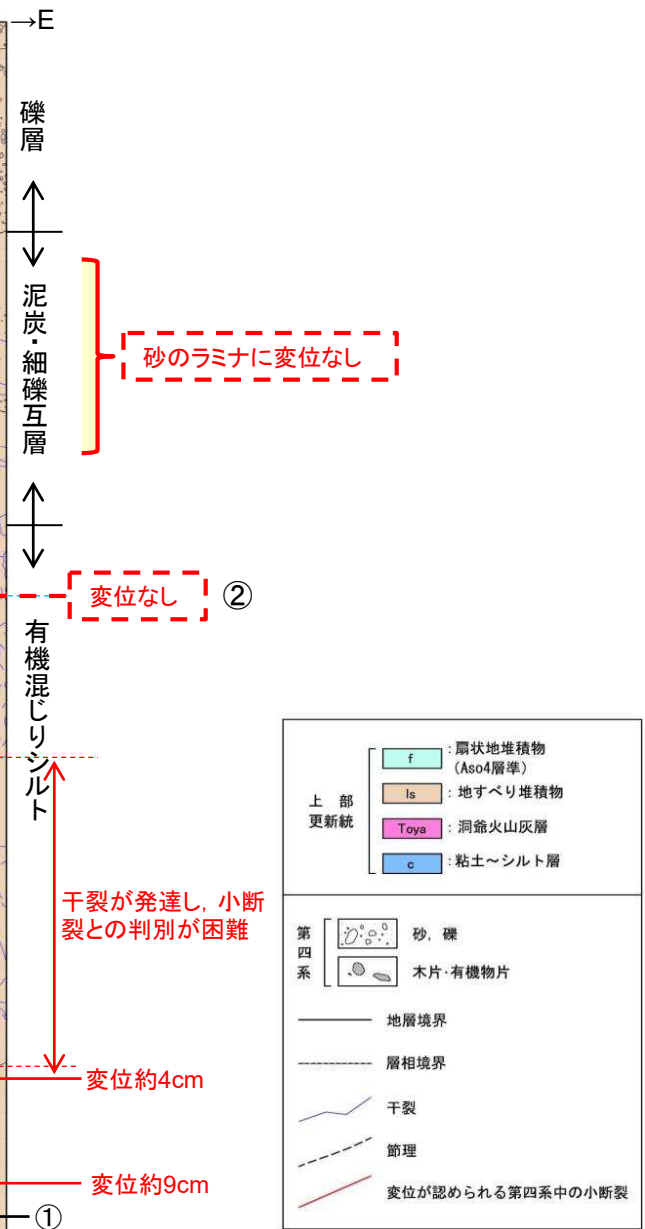 →E
礫層
泥炭・細礫互層
砂のラミナに変位なし
変位なし
②
有機混じりシルト
干裂が発達し，小断
裂との判別が困難
変位約4cm
変位約9cm
①
上部
更新統
f
：扇状地堆積物
(Aso4層準)
ls
：地すべり堆積物
Toya
：洞爺火山灰層
c
：粘土～シルト層
第四系
砂，礫
木片・有機物片
地層境界
層相境界
干裂
節理
変位が認められる第四系中の小断裂